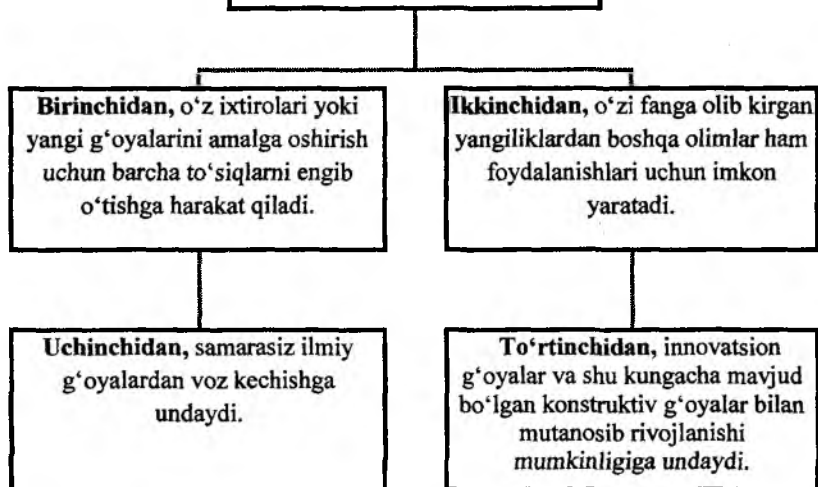 Birinchidan, o‘z ixtirolari yoki
yangi g‘oyalarini amalga oshirish
uchun barcha to‘siqlarni engib
o‘tishga harakat qiladi.
Ikkinchidan, o‘zi fanga olib kirgan
yangiliklardan boshqa olimlar ham
foydalanishlari uchun imkon
yaratadi.
Uchinchidan, samarasiz ilmiy
g‘oyalardan voz kechishga
undaydi.
To‘rtinchidan, innovatsion
g‘oyalar va shu kungacha mavjud
bo‘lgan konstruktiv g‘oyalar bilan
mutanosib rivojlanishi
mumkinligiga undaydi.